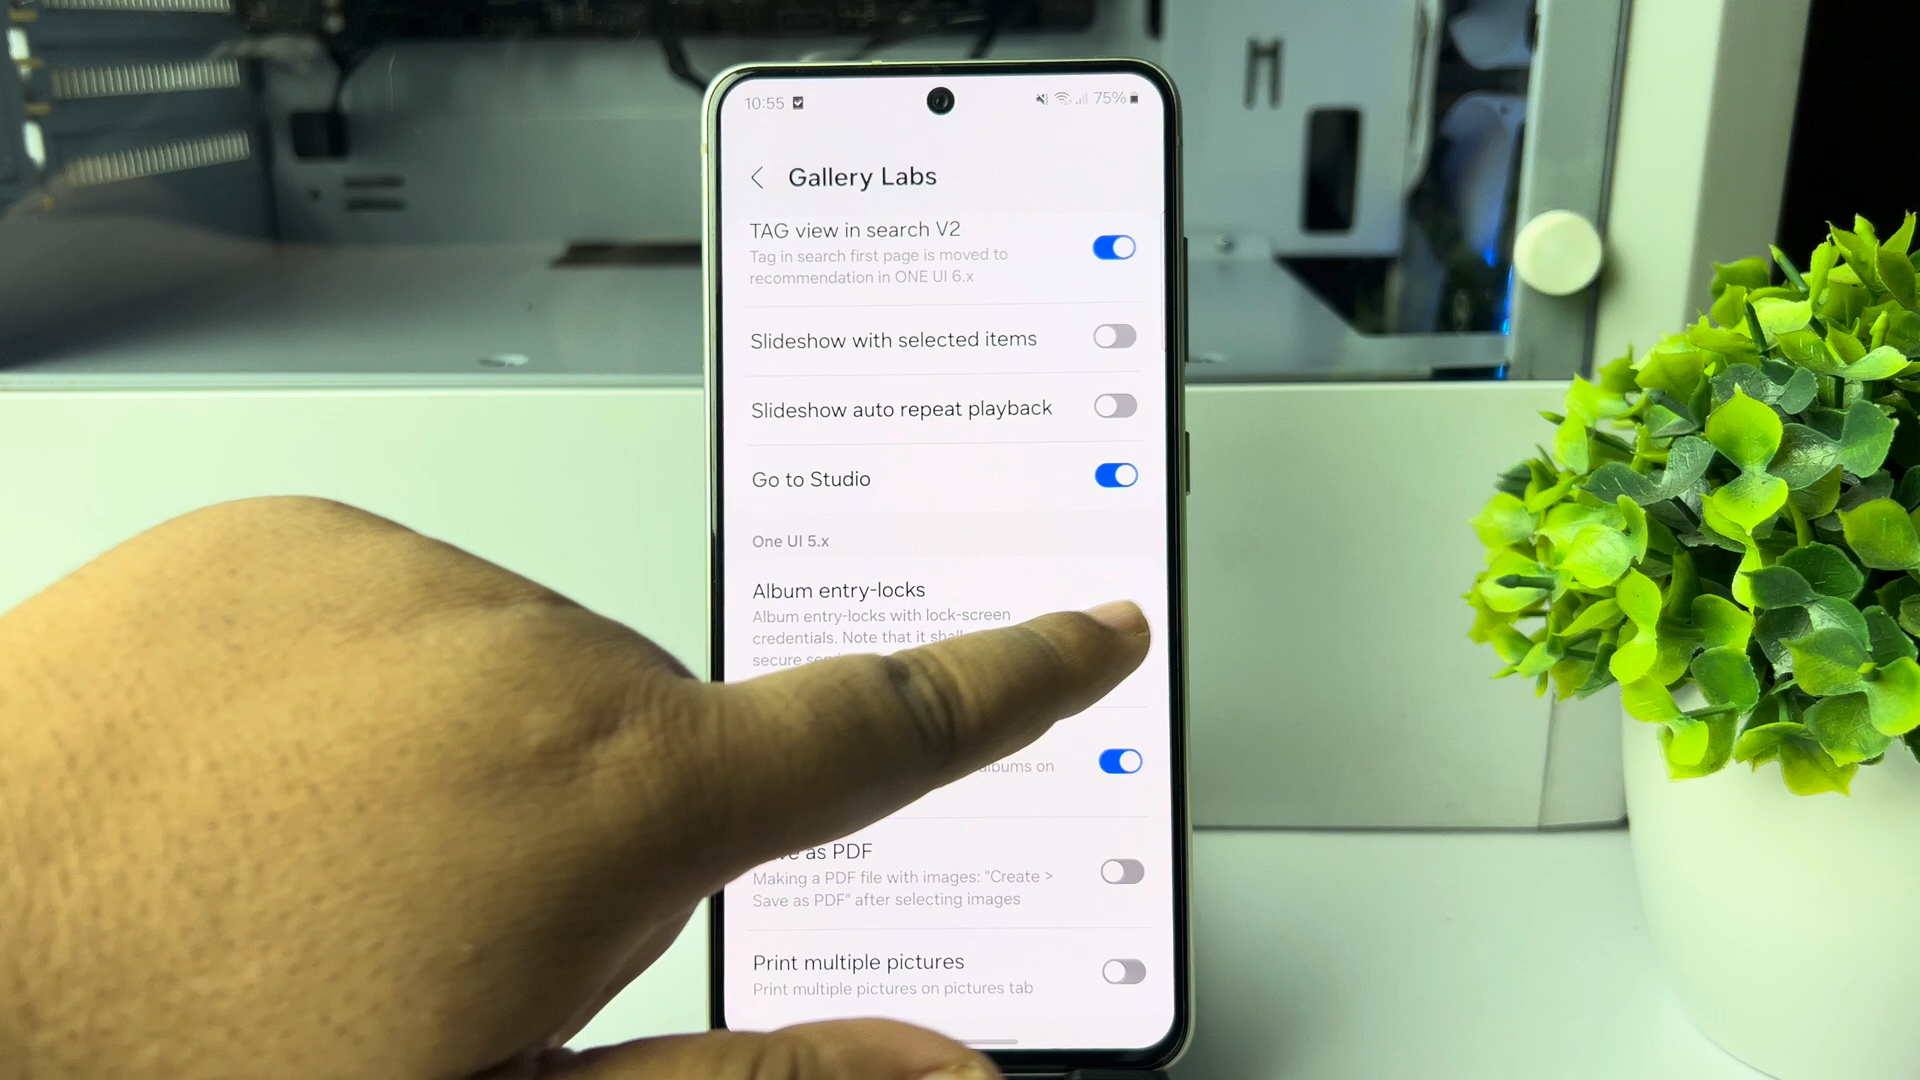 10:55
75%
Gallery Labs
TAG view in search V2
Tag in search first page is moved to
recommendation in ONE UI 6.x
Slideshow with selected items
Slideshow auto repeat playback
Go to Studio
One UI 5.x
Album entry-locks
Album entry-locks with lock-screen
credentials. Note that it
secure
on
as PDF
Making a PDF file with images: "Create >
Save as PDF" after selecting images
Print multiple pictures
Print multiple pictures on pictures tab